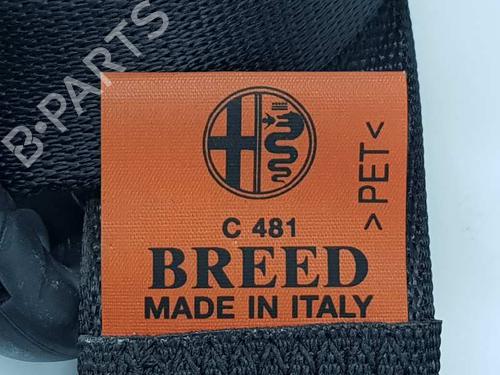 B·PARTS
C 481
BREED
MADE IN ITALY
>PET<